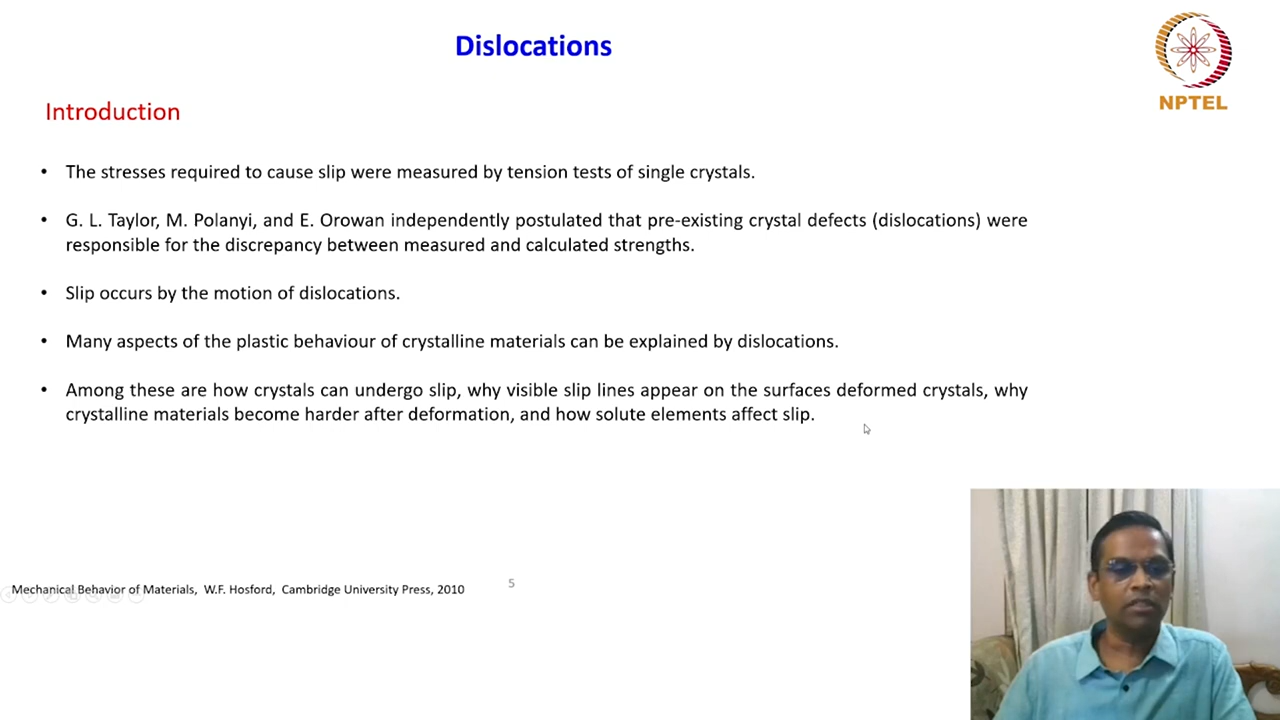 Dislocations
NPTEL
Introduction
• The stresses required to cause slip were measured by tension tests of single crystals.
• G. L. Taylor, M. Polanyi, and E. Orowan independently postulated that pre-existing crystal defects (dislocations) were
responsible for the discrepancy between measured and calculated strengths.
• Slip occurs by the motion of dislocations.
• Many aspects of the plastic behaviour of crystalline materials can be explained by dislocations.
• Among these are how crystals can undergo slip, why visible slip lines appear on the surfaces deformed crystals, why
crystalline materials become harder after deformation, and how solute elements affect slip.
Mechanical Behavior of Materials, W.F. Hosford, Cambridge University Press, 2010
5